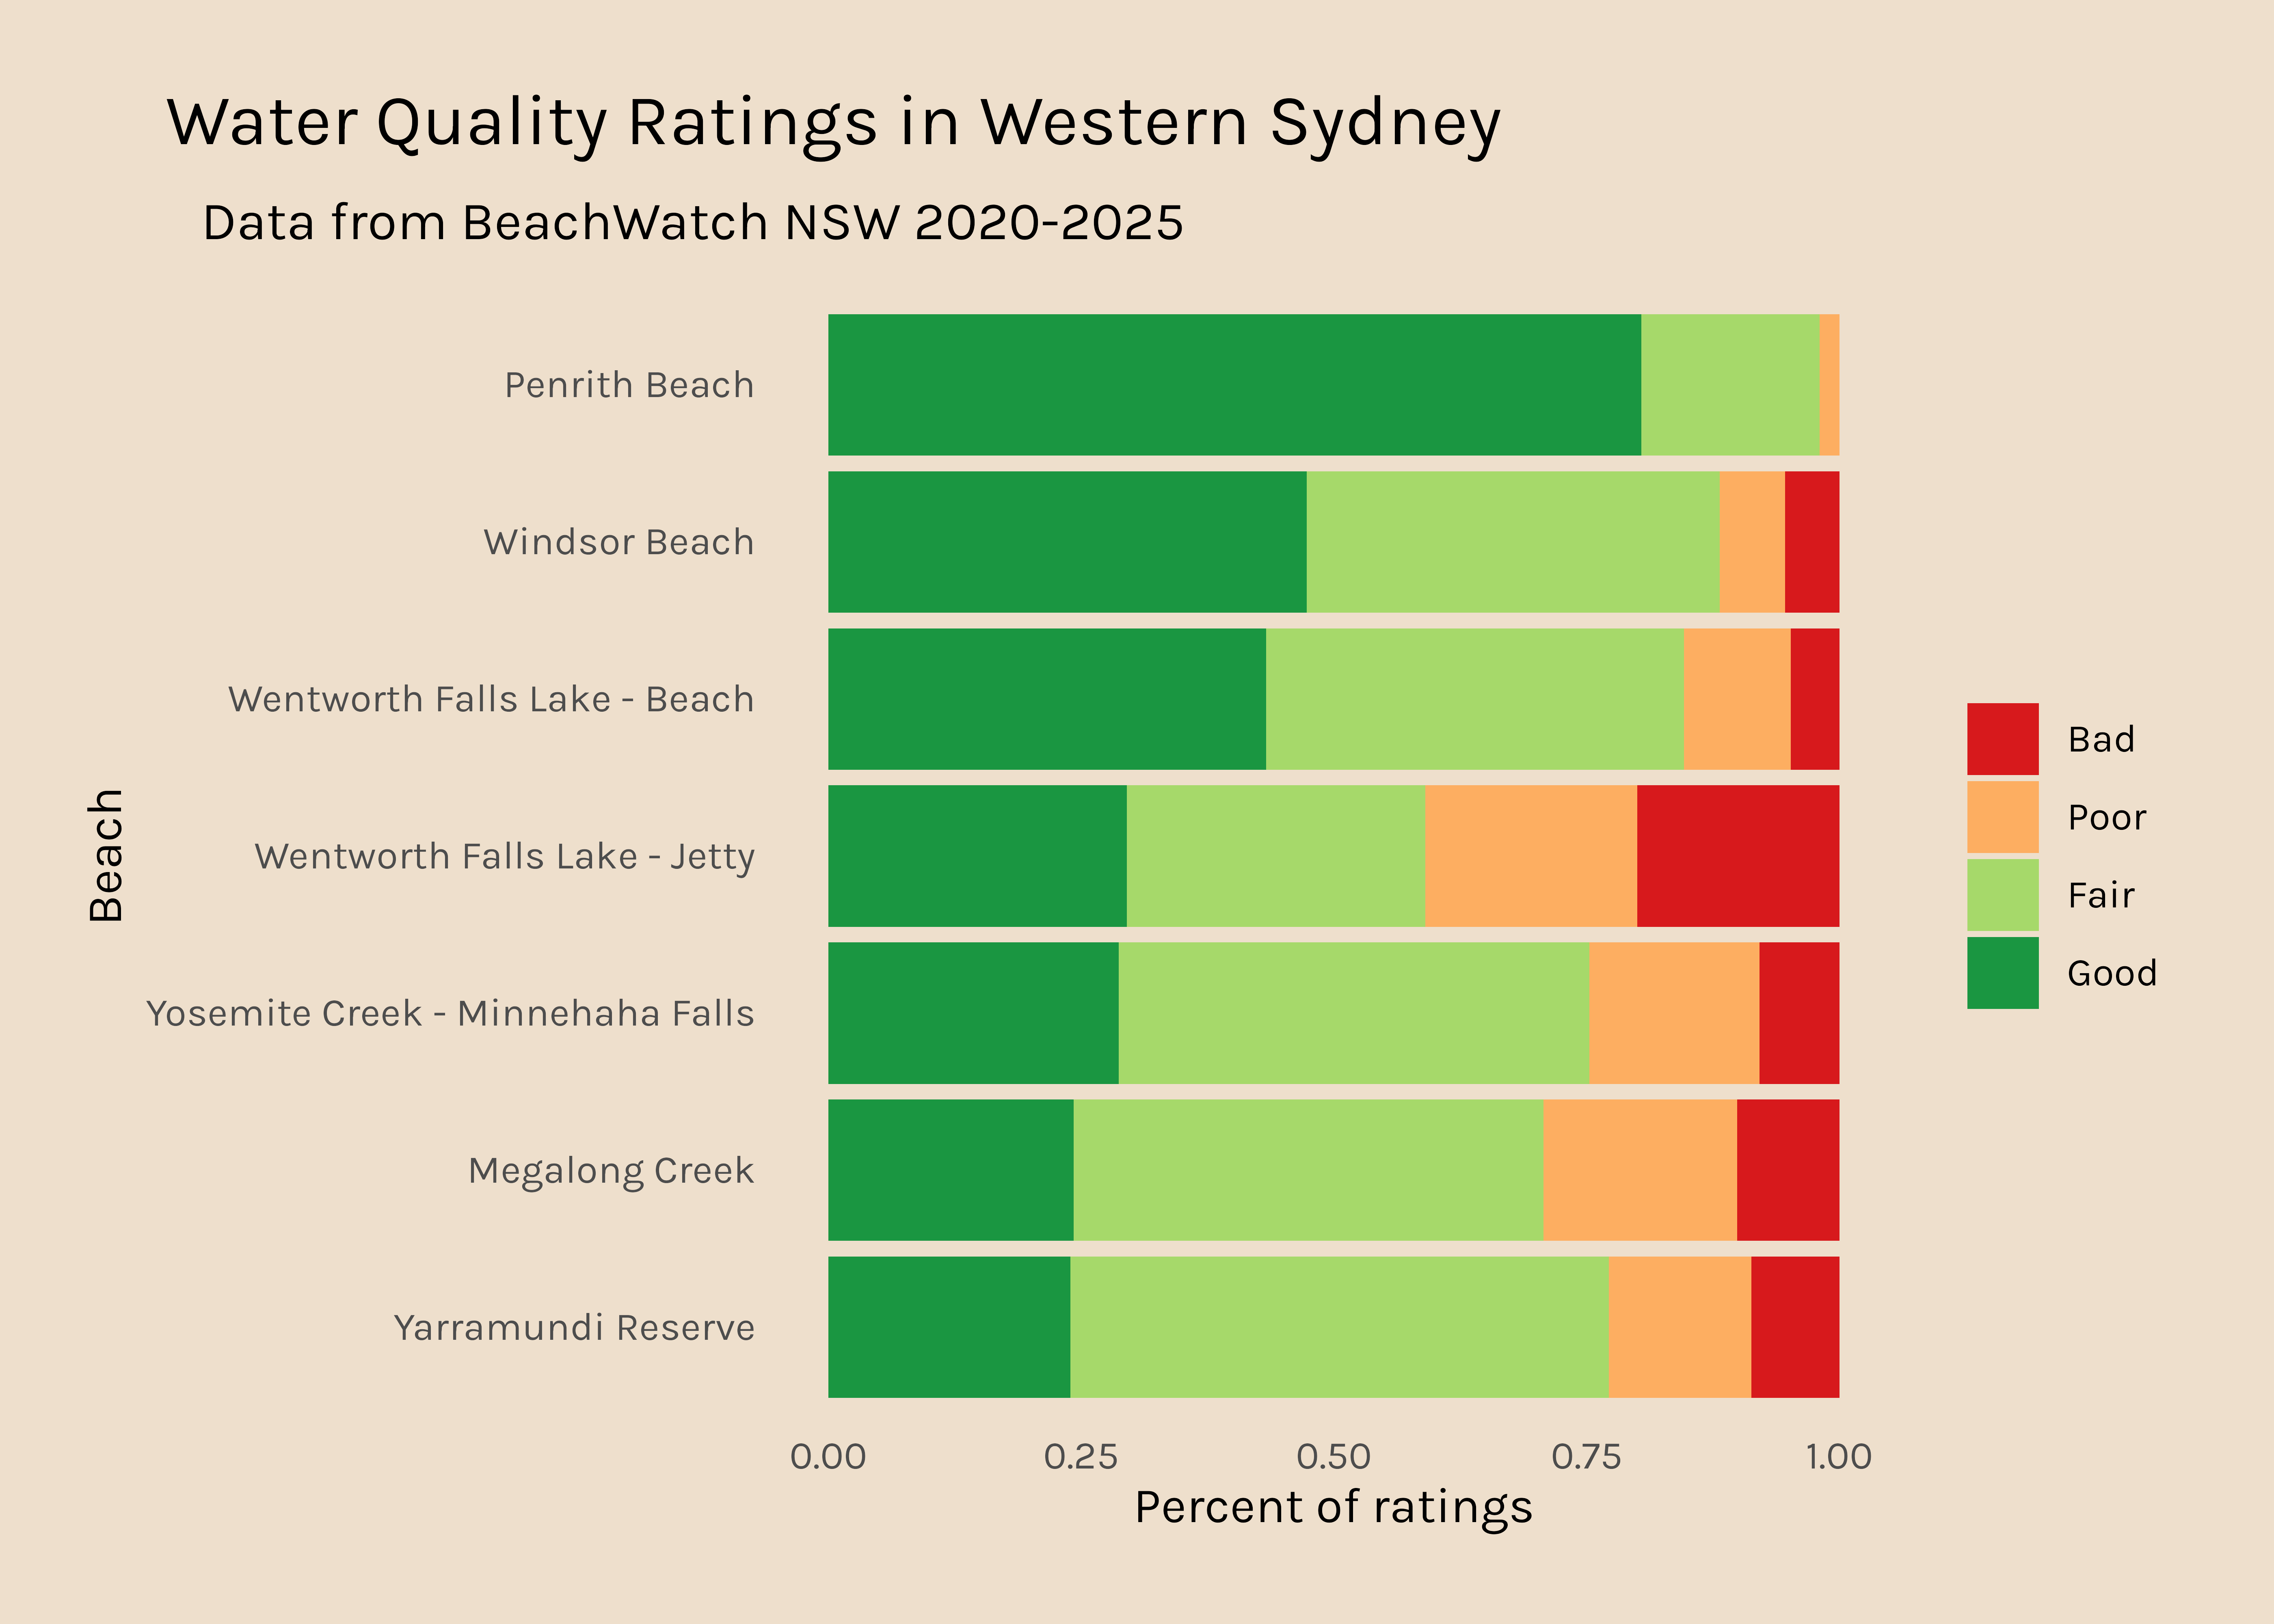 Water Quality Ratings in Western Sydney
Data from BeachWatch NSW 2020-2025
Beach
Penrith Beach
Windsor Beach
Wentworth Falls Lake - Beach
Wentworth Falls Lake - Jetty
Yosemite Creek - Minnehaha Falls
Megalong Creek
Yarramundi Reserve
0.00 0.25 0.50 0.75 1.00
Percent of ratings
Bad
Poor
Fair
Good